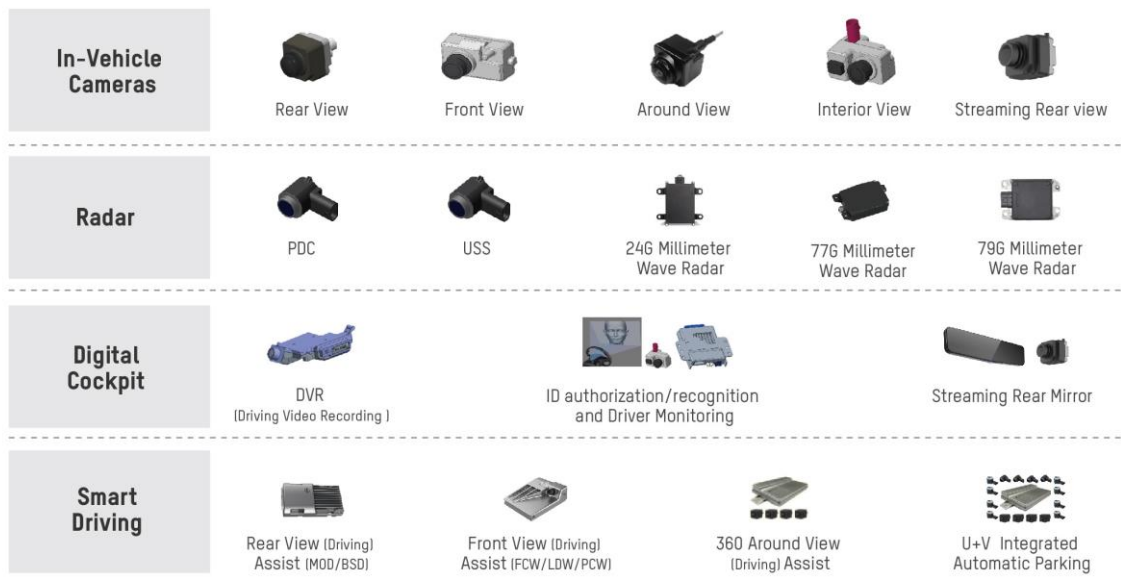 In-Vehicle
Cameras
Rear View
Front View
Around View
Interior View
Streaming Rear view
Radar
PDC
USS
24G Millimeter
Wave Radar
77G Millimeter
Wave Radar
79G Millimeter
Wave Radar
Digital
Cockpit
DVR
(Driving Video Recording )
ID authorization/recognition
and Driver Monitoring
Streaming Rear Mirror
Smart
Driving
Rear View (Driving)
Assist (MOD/BSD)
Front View (Driving)
Assist (FCW/LDW/PCW)
360 Around View
(Driving) Assist
U+V Integrated
Automatic Parking